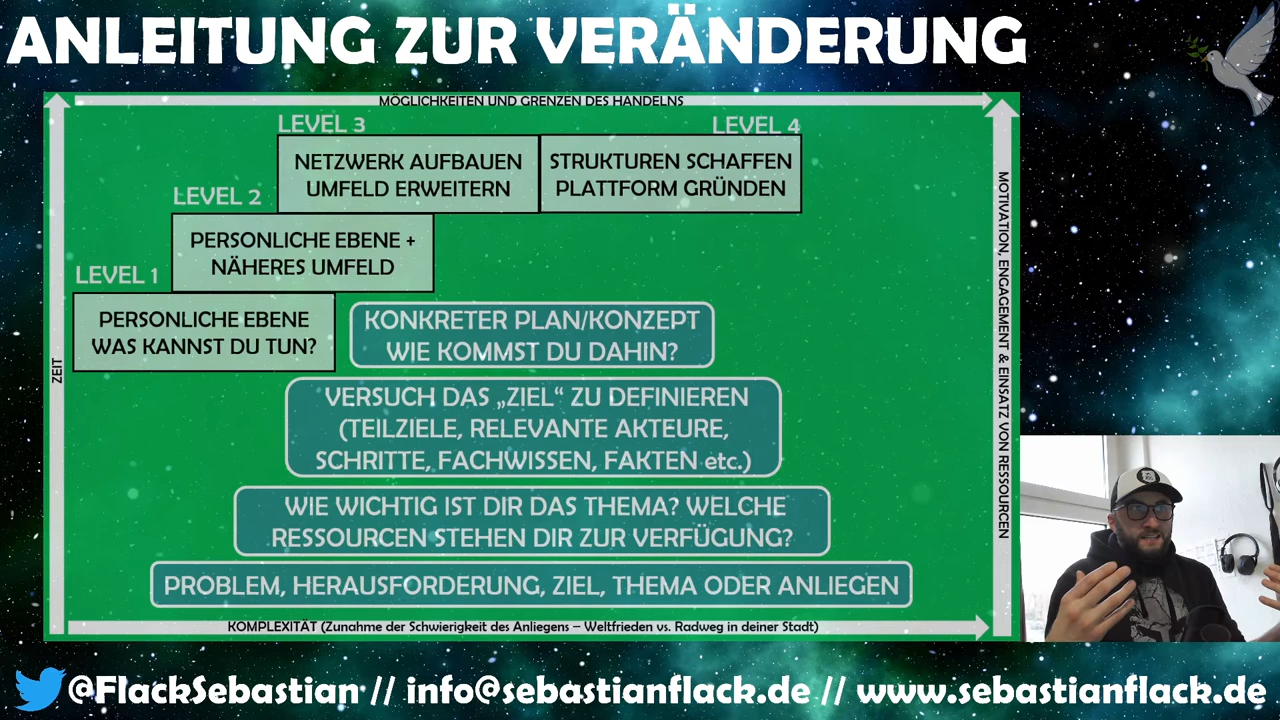 ANLEITUNG ZUR VERÄNDERUNG
MÖGLICHKEITEN UND GRENZEN DES HANDELNS
LEVEL 3
LEVEL 4
NETZWERK AUFBAUEN
UMFELD ERWEITERN
STRUKTUREN SCHAFFEN
PLATTFORM GRÜNDEN
LEVEL 2
PERSONLICHE EBENE +
NÄHERES UMFELD
LEVEL 1
PERSONLICHE EBENE
WAS KANNST DU TUN?
KONKRETER PLAN/KONZEPT
WIE KOMMST DU DAHIN?
VERSUCH DAS „ZIEL“ ZU DEFINIEREN
(TEILZIELE, RELEVANTE AKTEURE,
SCHRITTE, FACHWISSEN, FAKTEN etc.)
WIE WICHTIG IST DIR DAS THEMA? WELCHE
RESSOURCEN STEHEN DIR ZUR VERFÜGUNG?
PROBLEM, HERAUSFORDERUNG, ZIEL, THEMA ODER ANLIEGEN
ZEIT
MOTIVATION, ENGAGEMENT & EINSATZ VON RESSOURCEN
KOMPLEXITÄT (Zunahme der Schwierigkeit des Anliegens – Weltfrieden vs. Radweg in deiner Stadt)
@FlackSebastian // info@sebastianflack.de // www.sebastianflack.de